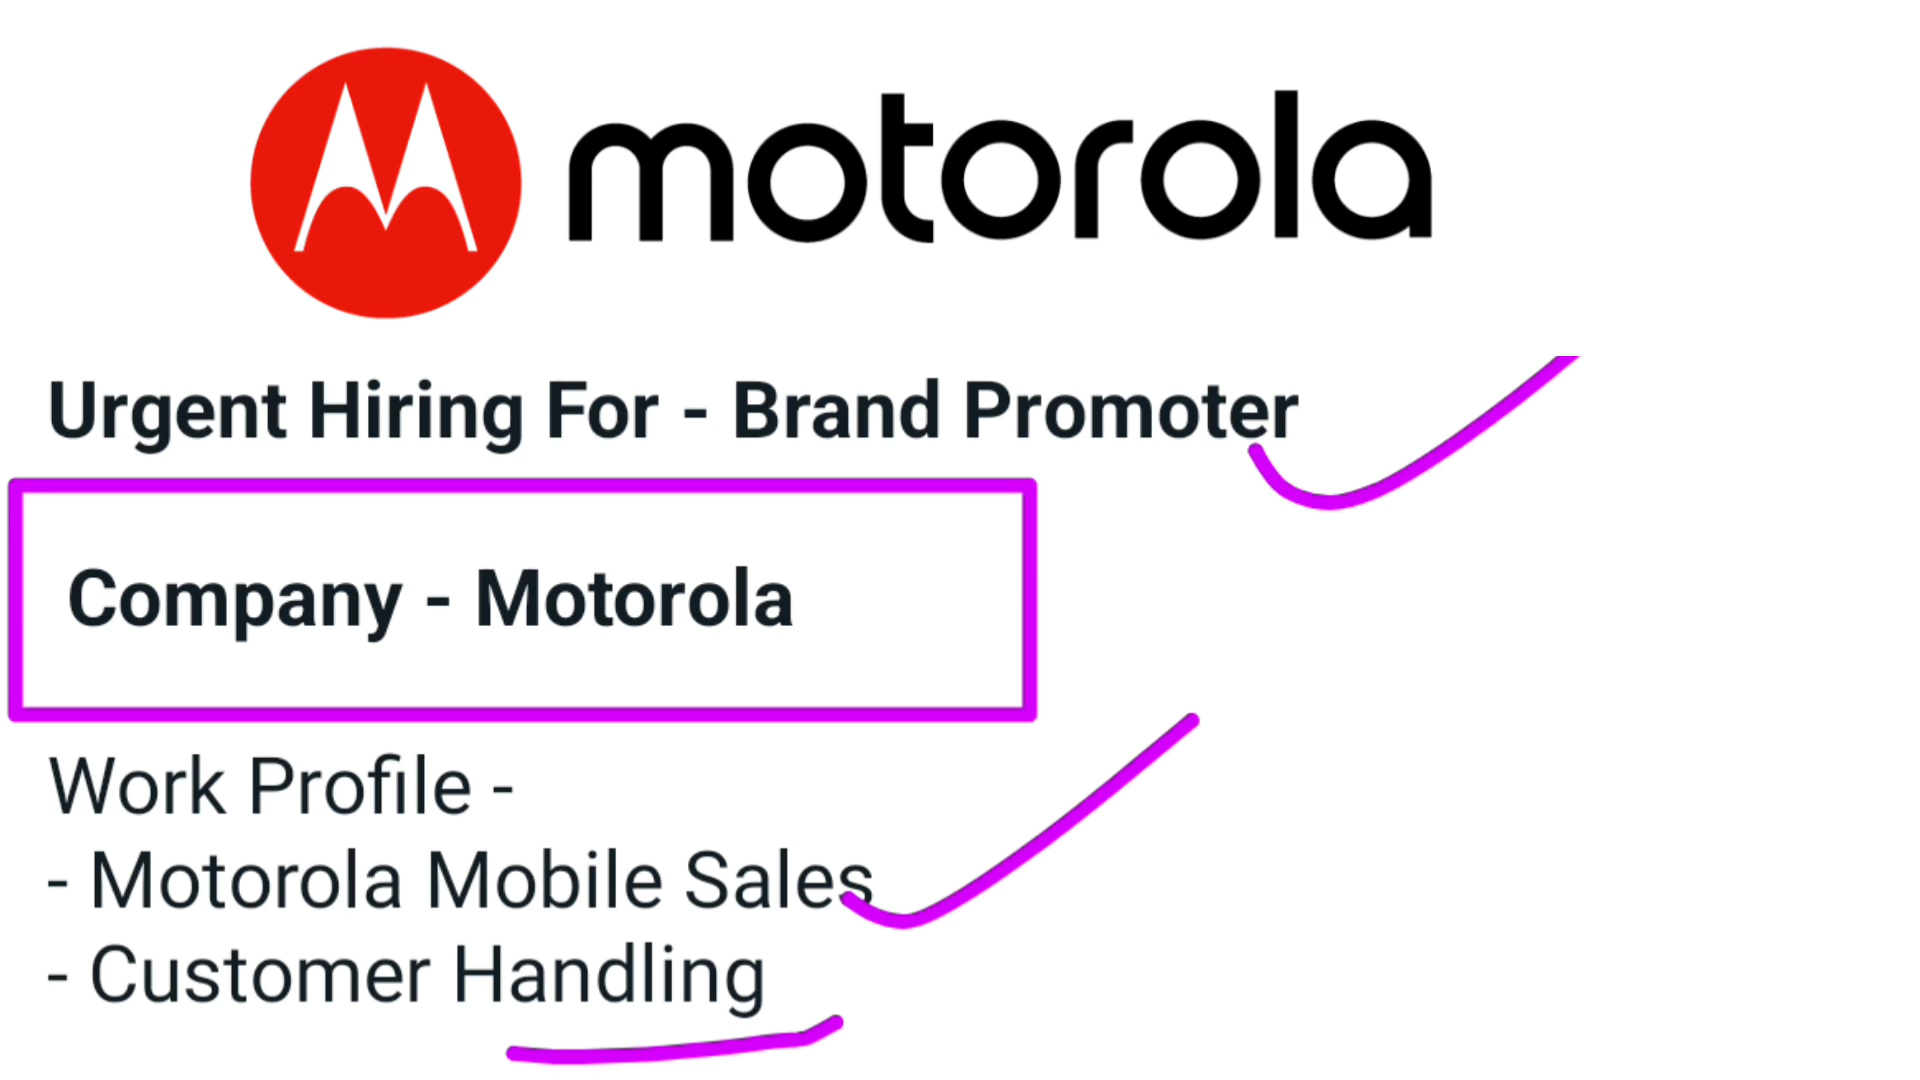 motorola
Urgent Hiring For - Brand Promoter
Company - Motorola
Work Profile -
- Motorola Mobile Sales
- Customer Handling